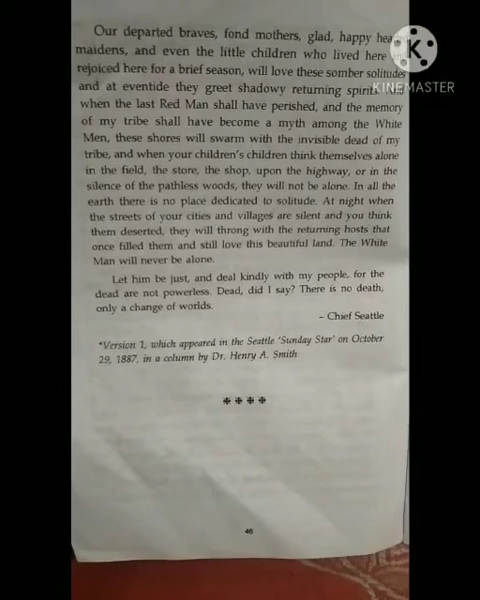 Our departed braves, fond mothers, glad, happy
maidens, and even the little children who lived here
rejoiced here for a brief season, will love these somber solitudes
and at eventide they greet shadowy returning
when the last Red Man shall have perished, and the memory
of my tribe shall have become a myth among the White
Men, these shores will swarm with the invisible dead of my
tribe, and when your children's children think themselves alone
in the field, the store, the shop, upon the highway, or in the
silence of the pathless woods, they will not be alone. In all the
earth there is no place dedicated to solitude. At night when
the streets of your cities and villages are silent and you think
them deserted, they will throng with the returning hosts that
once filled them and still love this beautiful land. The White
Man will never be alone.
Let him be just, and deal kindly with my people, for the
dead are not powerless. Dead, did I say? There is no death,
only a change of worlds.
– Chief Seattle
*Version 1, which appeared in the Seattle 'Sunday Star' on October
29, 1887, in a column by Dr. Henry A. Smith
46
K
KINEMASTER